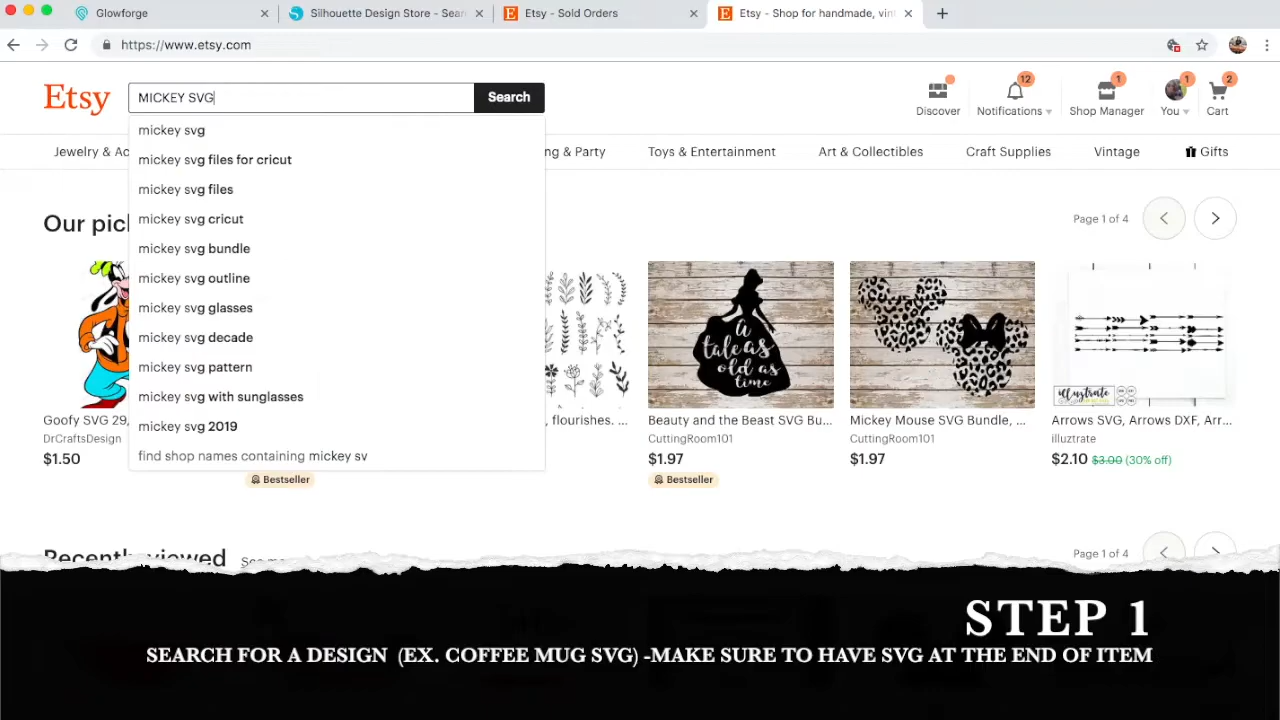 Glowforge
Silhouette Design Store - Sear
Etsy - Sold Orders
Etsy - Shop for handmade, vin
https://www.etsy.com
Etsy
MICKEY SVG
Search
Discover
12
Notifications
1
Shop Manager
1
You
2
Cart
Jewelry & Ac
ng & Party
Toys & Entertainment
Art & Collectibles
Craft Supplies
Vintage
Gifts
mickey svg
mickey svg files for cricut
mickey svg files
mickey svg cricut
mickey svg bundle
mickey svg outline
mickey svg glasses
mickey svg decade
mickey svg pattern
mickey svg with sunglasses
mickey svg 2019
find shop names containing mickey sv
Our pic
Page 1 of 4
A
tale as
old as
time
illuztrate
Goofy SVG 29,
DrCraftsDesign
$1.50
, flourishes. ...
Bestseller
Beauty and the Beast SVG Bu...
CuttingRoom101
$1.97
Bestseller
Mickey Mouse SVG Bundle, ...
CuttingRoom101
$1.97
Arrows SVG, Arrows DXF, Arr...
illuztrate
$2.10 $3.00 (30% off)
Recently viewed
Page 1 of 4
STEP 1
SEARCH FOR A DESIGN (EX. COFFEE MUG SVG) -MAKE SURE TO HAVE SVG AT THE END OF ITEM